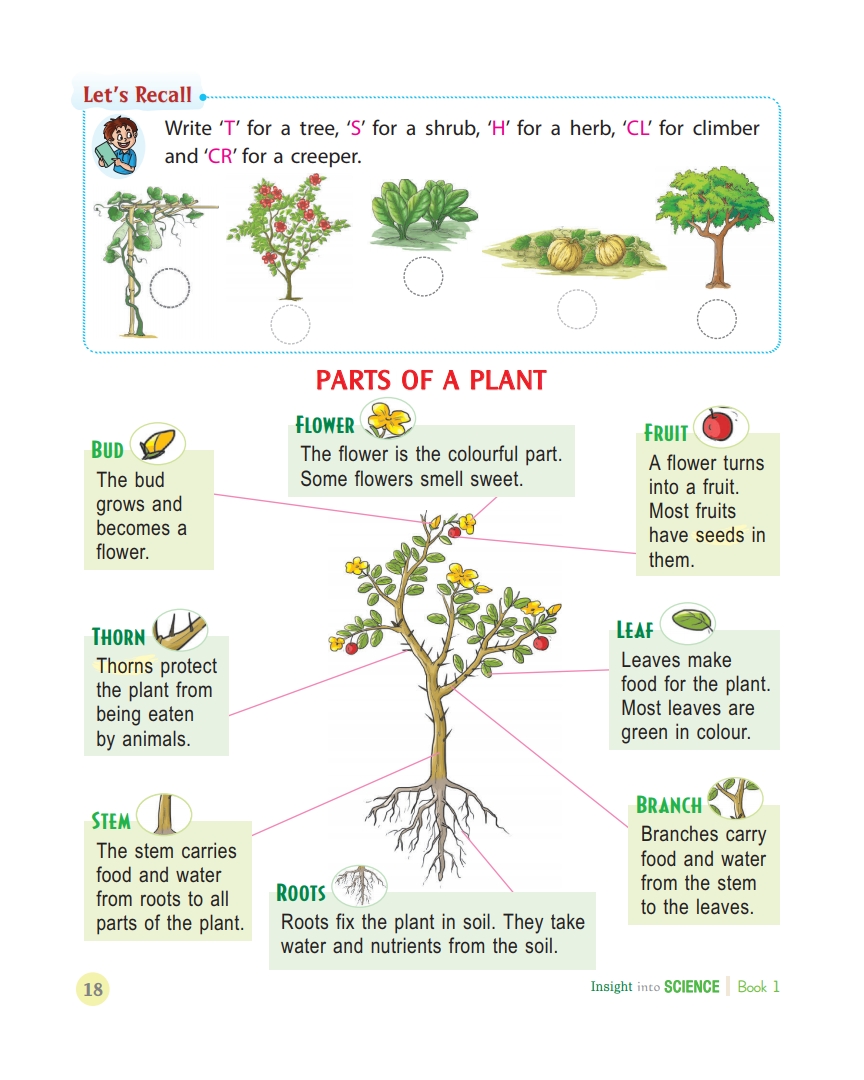 Let's Recall
Write ‘T’ for a tree, ‘S’ for a shrub, ‘H’ for a herb, ‘CL’ for climber
and ‘CR’ for a creeper.
PARTS OF A PLANT
BUD
The bud
grows and
becomes a
flower.
FLOWER
The flower is the colourful part.
Some flowers smell sweet.
FRUIT
A flower turns
into a fruit.
Most fruits
have seeds in
them.
THORN
Thorns protect
the plant from
being eaten
by animals.
LEAF
Leaves make
food for the plant.
Most leaves are
green in colour.
STEM
The stem carries
food and water
from roots to all
parts of the plant.
ROOTS
Roots fix the plant in soil. They take
water and nutrients from the soil.
BRANCH
Branches carry
food and water
from the stem
to the leaves.
18
Insight into SCIENCE Book 1